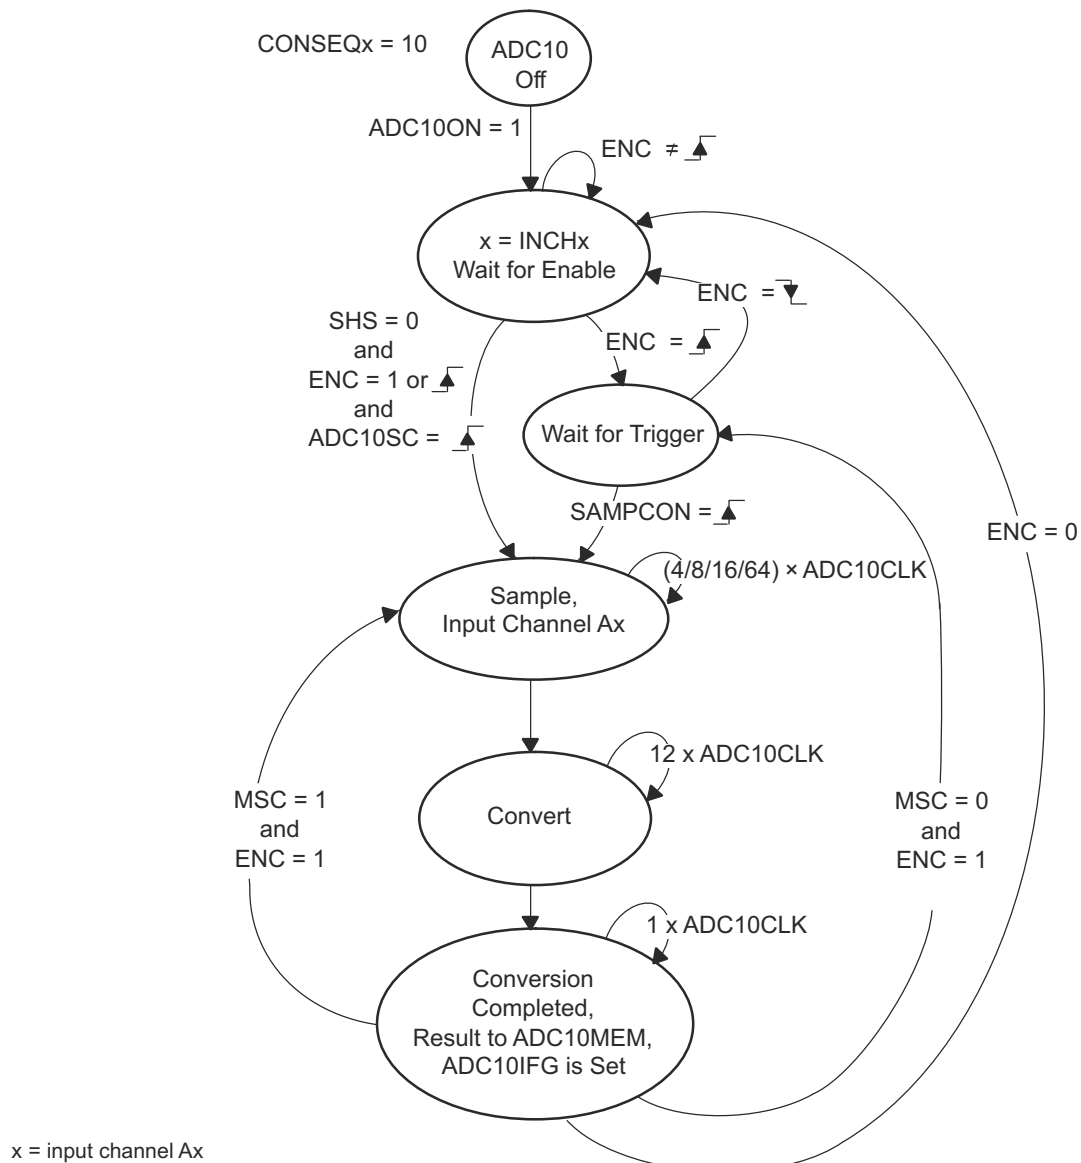 CONSEQx = 10
ADC10
Off
ADC10ON = 1
ENC ≠
x = INCHx
Wait for Enable
ENC =
SHS = 0
and
ENC = 1 or
and
ADC10SC =
ENC =
Wait for Trigger
SAMPCON =
ENC = 0
(4/8/16/64) × ADC10CLK
Sample,
Input Channel Ax
12 x ADC10CLK
Convert
MSC = 1
and
ENC = 1
MSC = 0
and
ENC = 1
1 x ADC10CLK
Conversion
Completed,
Result to ADC10MEM,
ADC10IFG is Set
x = input channel Ax